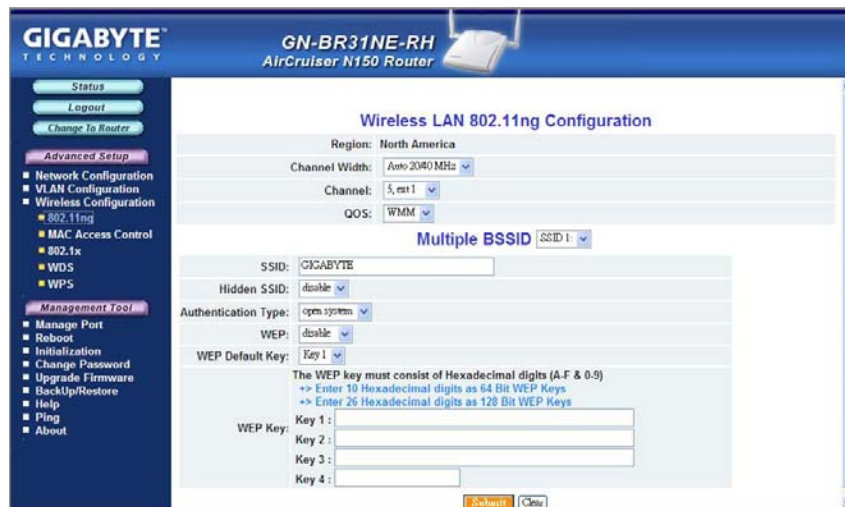 GIGABYTE™
TECHNOLOGY
GN-BR31NE-RH
AirCruiser N150 Router
Status
Logout
Change To Router
Advanced Setup
Network Configuration
VLAN Configuration
Wireless Configuration
802.11ng
MAC Access Control
802.1x
WDS
WPS
Management Tool
Manage Port
Reboot
Initialization
Change Password
Upgrade Firmware
BackUp/Restore
Help
Ping
About
Wireless LAN 802.11ng Configuration
Region: North America
Channel Width: Auto 20/40 MHz
Channel: 5, ext 1
QOS: WMM
Multiple BSSID SSID 1:
SSID: GIGABYTE
Hidden SSID: disable
Authentication Type: open system
WEP: disable
WEP Default Key: Key 1
The WEP key must consist of Hexadecimal digits (A-F & 0-9)
+> Enter 10 Hexadecimal digits as 64 Bit WEP Keys
+> Enter 26 Hexadecimal digits as 128 Bit WEP Keys
WEP Key:
Key 1 :
Key 2 :
Key 3 :
Key 4 :
Submit Clear